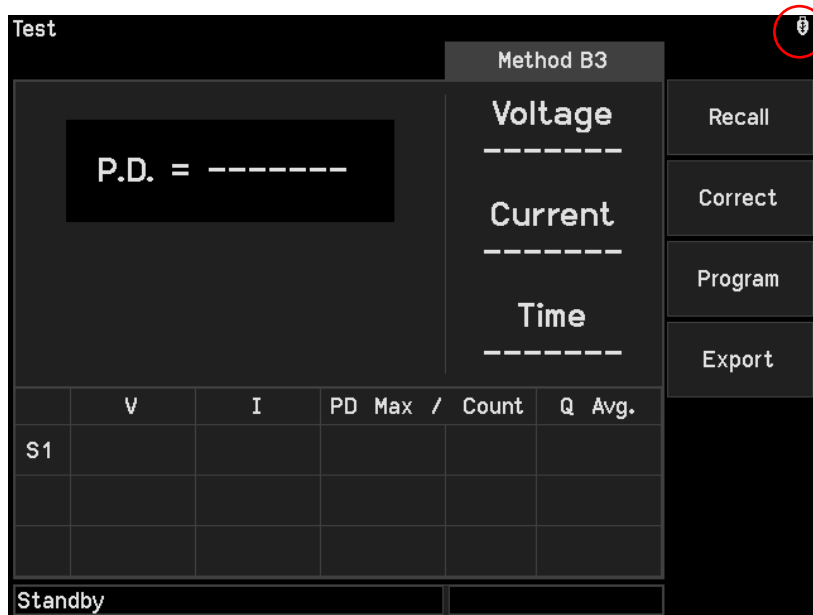 Test
Method B3
Voltage
-------
Recall
P.D. = -------
Correct
Current
-------
Program
Time
-------
Export
V I PD Max / Count Q Avg.
S1
Standby